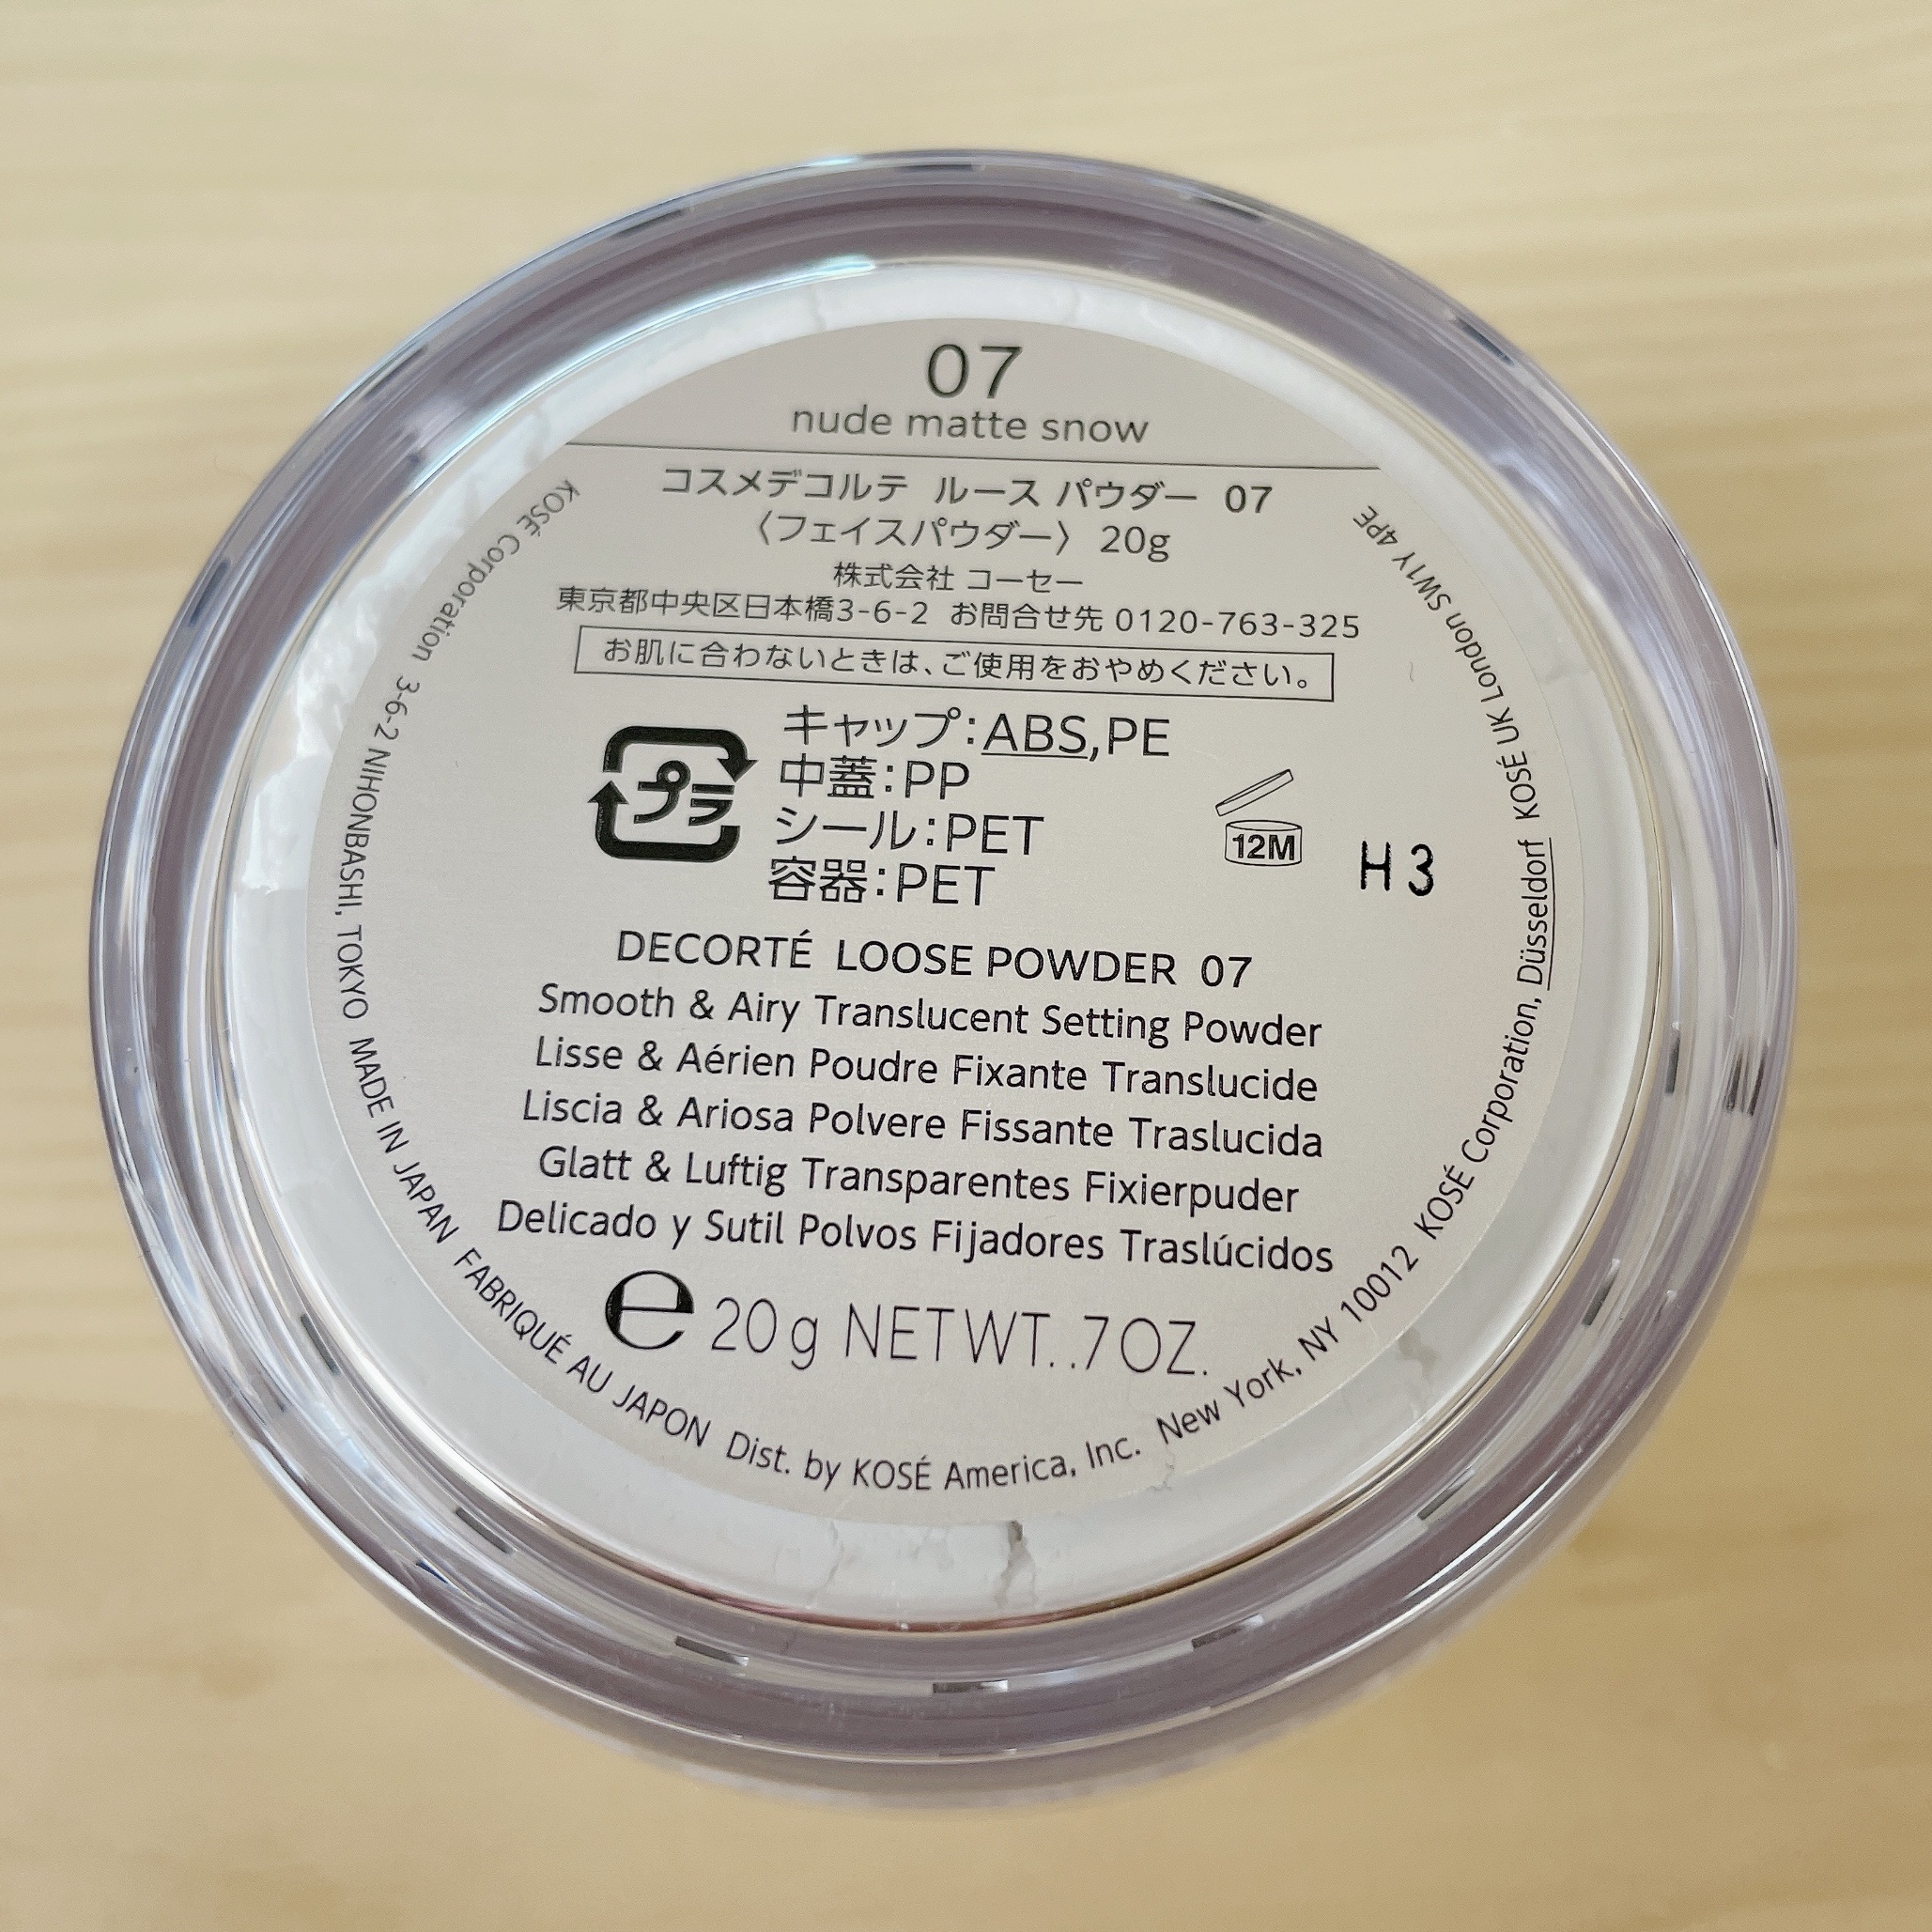 07
nude matte snow
コスメデコルテ ルース パウダー 07
〈フェイスパウダー〉 20g
株式会社 コーセー
東京都中央区日本橋3-6-2 お問合せ先 0120-763-325
お肌に合わないときは、ご使用をおやめください。
プラ
キャップ:ABS,PE
中蓋:PP
シール:PET
容器:PET
12M
H3
DECORTÉ LOOSE POWDER 07
Smooth & Airy Translucent Setting Powder
Lisse & Aérien Poudre Fixante Translucide
Liscia & Ariosa Polvere Fissante Traslucida
Glatt & Luftig Transparentes Fixierpuder
Delicado y Sutil Polvos Fijadores Traslúcidos
e 20g NET WT. .7 OZ.
KOSÉ Corporation 3-6-2 NIHONBASHI, TOKYO MADE IN JAPAN FABRIQUÉ AU JAPON Dist. by KOSÉ America, Inc. New York, NY 10012 KOSÉ Corporation, Düsseldorf KOSÉ UK London SW1Y 4PE